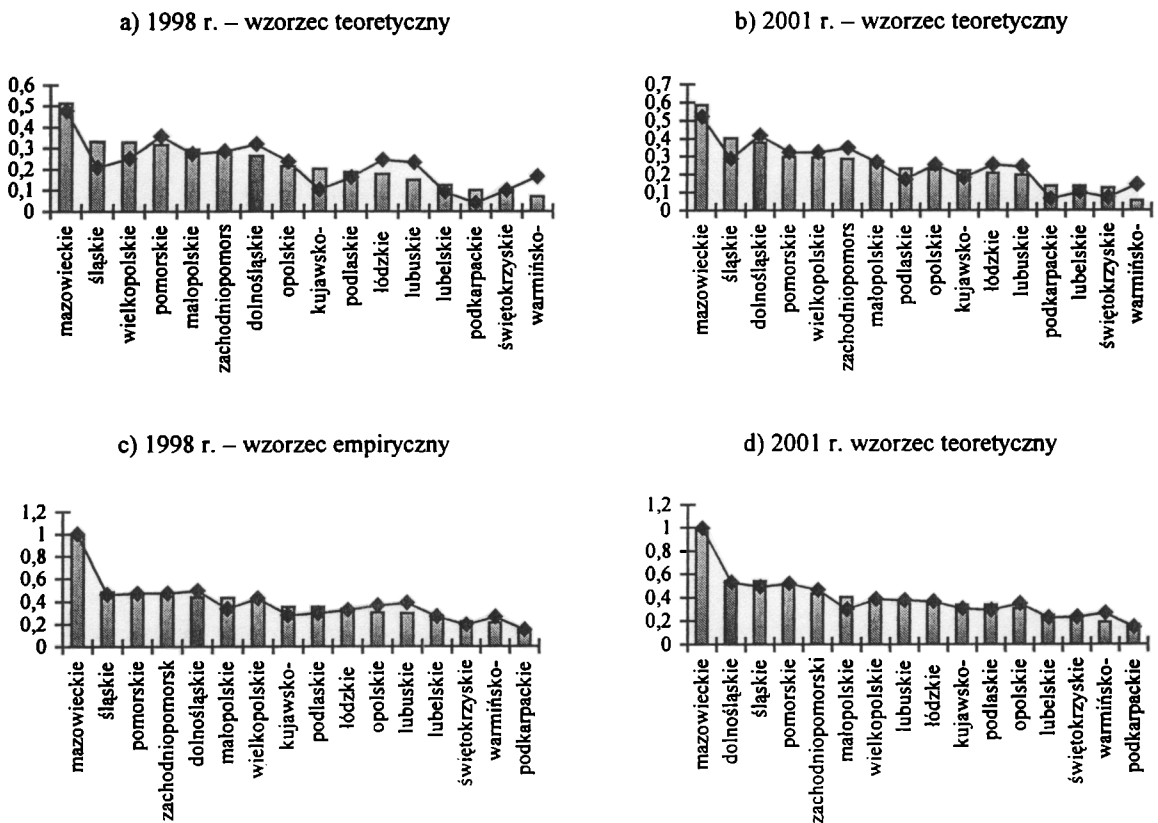 a) 1998 r. – wzorzec teoretyczny
0,6
0,5
0,4
0,3
0,2
0,1
0
mazowieckie
śląskie
wielkopolskie
pomorskie
małopolskie
zachodniopomors
dolnośląskie
opolskie
kujawsko-
podlaskie
łódzkie
lubuskie
lubelskie
podkarpackie
świętokrzyskie
warmińsko-
b) 2001 r. – wzorzec teoretyczny
0,7
0,6
0,5
0,4
0,3
0,2
0,1
0
mazowieckie
śląskie
dolnośląskie
pomorskie
wielkopolskie
zachodniopomors
małopolskie
podlaskie
opolskie
kujawsko-
łódzkie
lubuskie
podkarpackie
lubelskie
świętokrzyskie
warmińsko-
c) 1998 r. – wzorzec empiryczny
1,2
1
0,8
0,6
0,4
0,2
0
mazowieckie
śląskie
pomorskie
zachodniopomorsk
dolnośląskie
małopolskie
wielkopolskie
kujawsko-
podlaskie
łódzkie
opolskie
lubuskie
lubelskie
świętokrzyskie
warmińsko-
podkarpackie
d) 2001 r. wzorzec teoretyczny
1,2
1
0,8
0,6
0,4
0,2
0
mazowieckie
dolnośląskie
śląskie
pomorskie
zachodniopomorski
małopolskie
wielkopolskie
lubuskie
łódzkie
kujawsko-
podlaskie
opolskie
lubelskie
świętokrzyskie
warmińsko-
podkarpackie